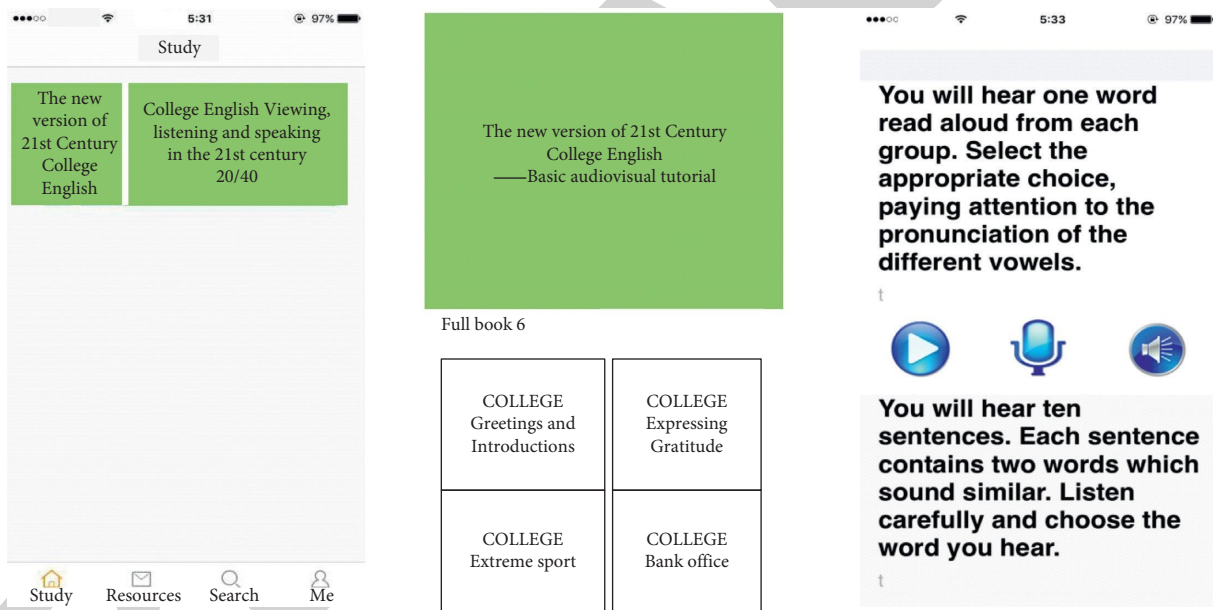 5:31
97%
Study
The new
version of
21st Century
College
English
College English Viewing,
listening and speaking
in the 21st century
20/40
Study
Resources
Search
Me
The new version of 21st Century
College English
——Basic audiovisual tutorial
Full book 6
COLLEGE
Greetings and
Introductions
COLLEGE
Expressing
Gratitude
COLLEGE
Extreme sport
COLLEGE
Bank office
5:33
97%
You will hear one word
read aloud from each
group. Select the
appropriate choice,
paying attention to the
pronunciation of the
different vowels.
t
You will hear ten
sentences. Each sentence
contains two words which
sound similar. Listen
carefully and choose the
word you hear.
t